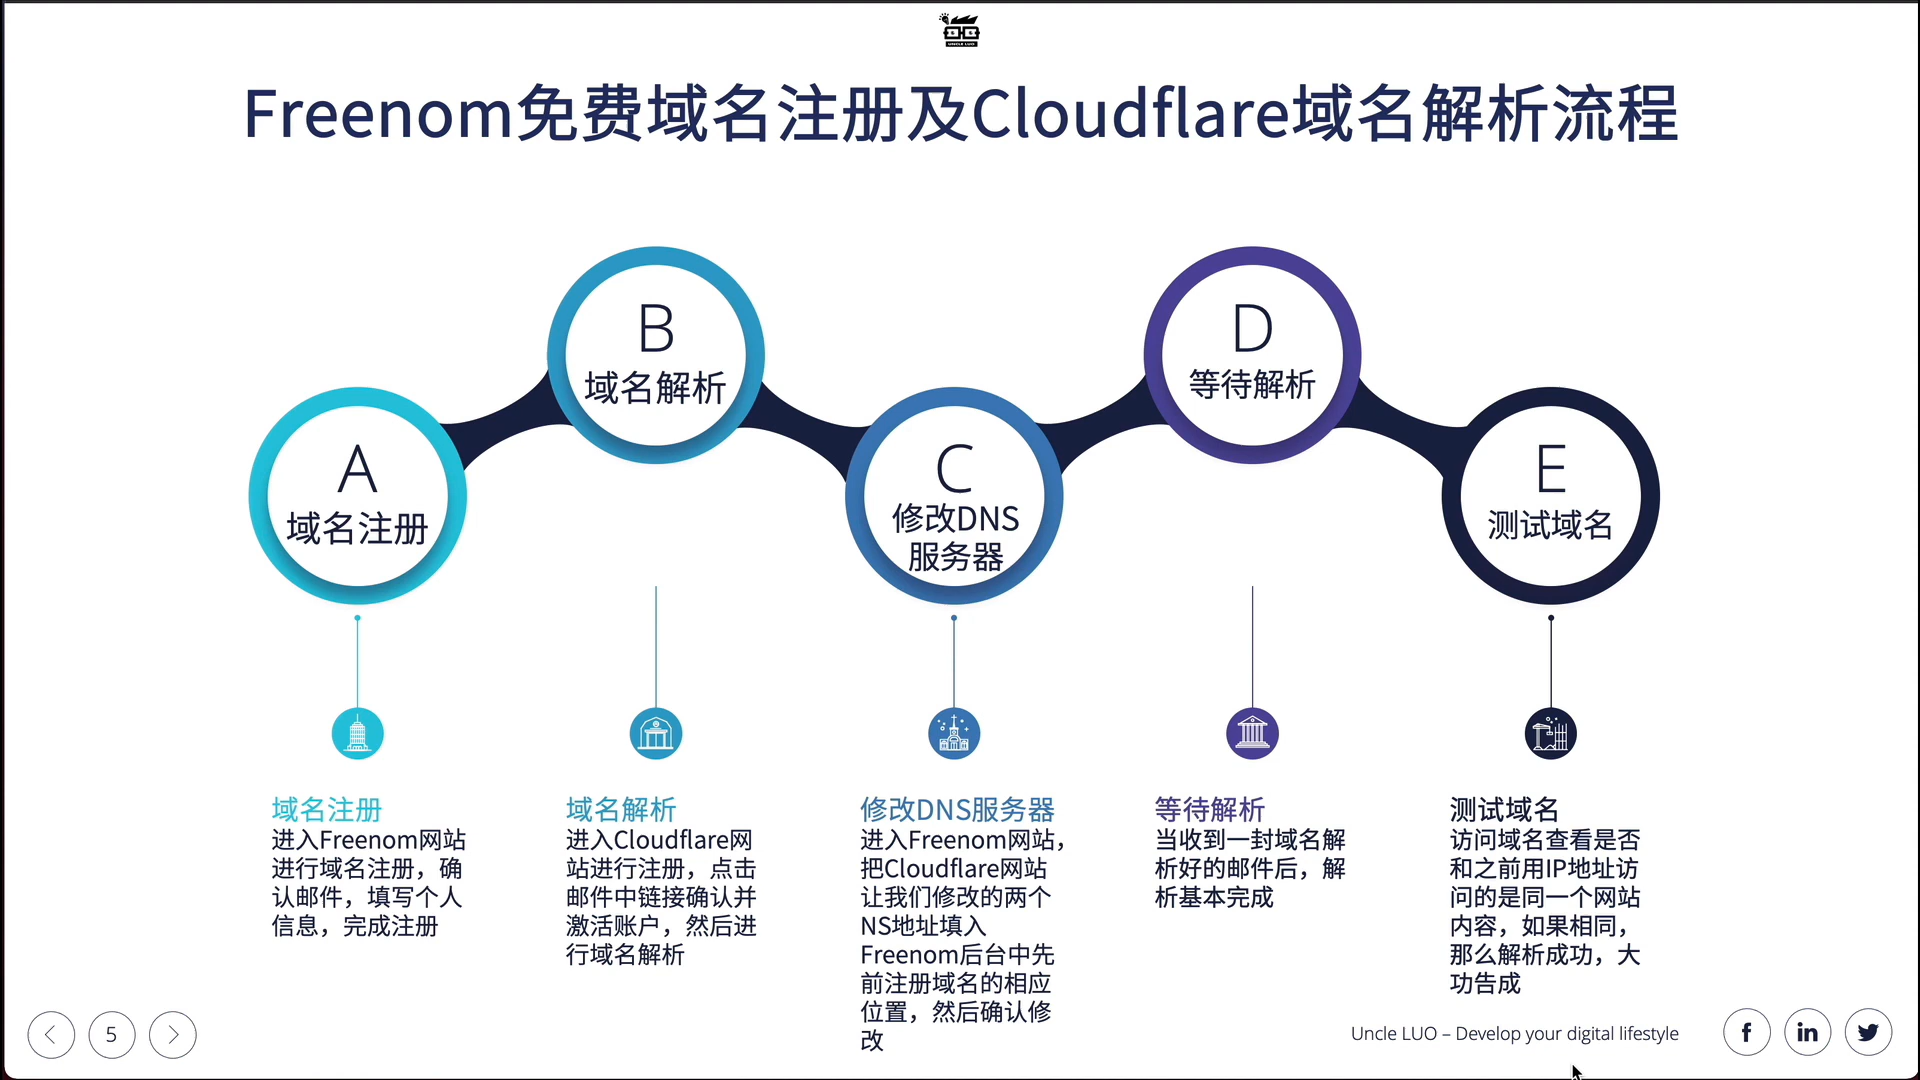 UNCLE LUO
Freenom免费域名注册及Cloudflare域名解析流程
A
域名注册
B
域名解析
C
修改DNS
服务器
D
等待解析
E
测试域名
域名注册
进入Freenom网站
进行域名注册，确
认邮件，填写个人
信息，完成注册
域名解析
进入Cloudflare网
站进行注册，点击
邮件中链接确认并
激活账户，然后进
行域名解析
修改DNS服务器
进入Freenom网站，
把Cloudflare网站
让我们修改的两个
NS地址填入
Freenom后台中先
前注册域名的相应
位置，然后确认修
改
等待解析
当收到一封域名解
析好的邮件后，解
析基本完成
测试域名
访问域名查看是否
和之前用IP地址访
问的是同一个网站
内容，如果相同，
那么解析成功，大
功告成
5
Uncle LUO – Develop your digital lifestyle